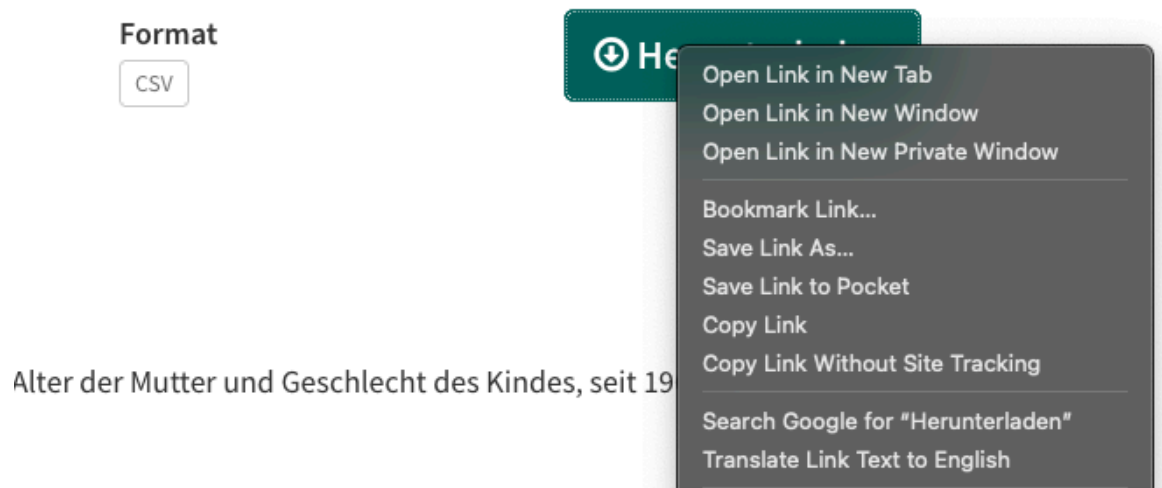 Format
CSV
He
Open Link in New Tab
Open Link in New Window
Open Link in New Private Window
Bookmark Link...
Save Link As...
Save Link to Pocket
Copy Link
Copy Link Without Site Tracking
Alter der Mutter und Geschlecht des Kindes, seit 19
Search Google for “Herunterladen”
Translate Link Text to English